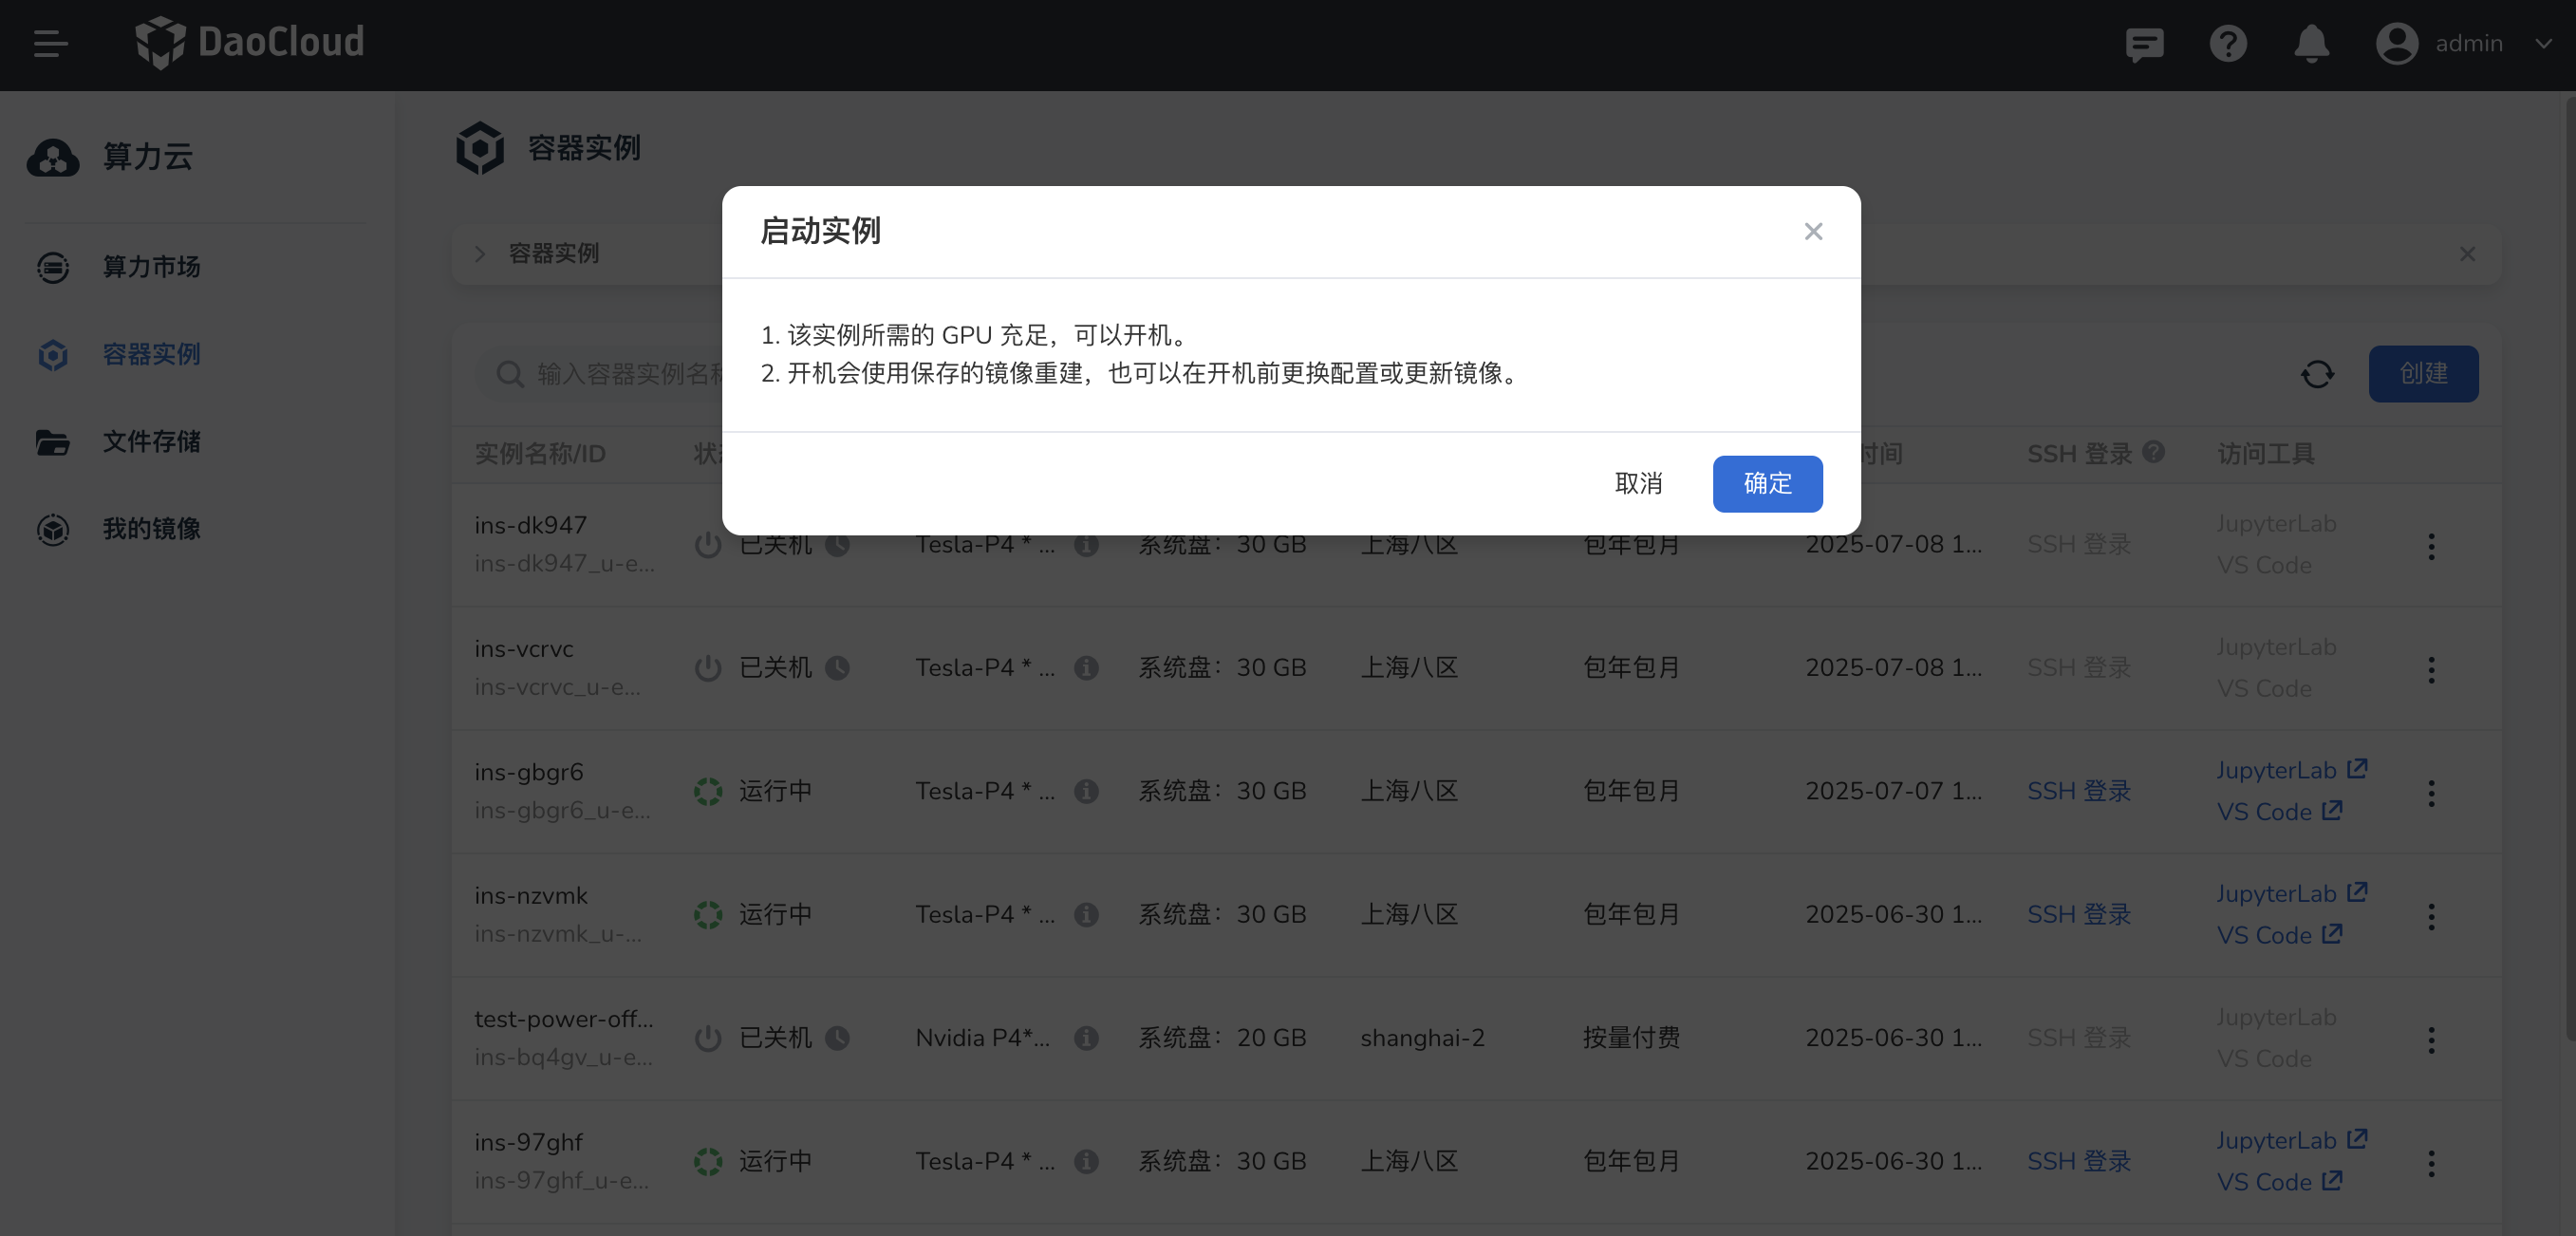 DaoCloud
admin
算力云
算力市场
容器实例
文件存储
我的镜像
容器实例
容器实例
启动实例
1. 该实例所需的 GPU 充足，可以开机。
2. 开机会使用保存的镜像重建，也可以在开机前更换配置或更新镜像。
取消
确定
输入容器实例名称
创建
实例名称/ID 时间 SSH 登录 访问工具
ins-dk947
ins-dk947_u-e...
已关机 Tesla-P4 * ... 系统盘：30 GB 上海八区 包年包月 2025-07-08 1... SSH 登录
JupyterLab
VS Code
ins-vcrvc
ins-vcrvc_u-e...
已关机 Tesla-P4 * ... 系统盘：30 GB 上海八区 包年包月 2025-07-08 1... SSH 登录
JupyterLab
VS Code
ins-gbgr6
ins-gbgr6_u-e...
运行中 Tesla-P4 * ... 系统盘：30 GB 上海八区 包年包月 2025-07-07 1... SSH 登录
JupyterLab
VS Code
ins-nzvmk
ins-nzvmk_u-...
运行中 Tesla-P4 * ... 系统盘：30 GB 上海八区 包年包月 2025-06-30 1... SSH 登录
JupyterLab
VS Code
test-power-off...
ins-bq4gv_u-e...
已关机 Nvidia P4*... 系统盘：20 GB shanghai-2 按量付费 2025-06-30 1... SSH 登录
JupyterLab
VS Code
ins-97ghf
ins-97ghf_u-e...
运行中 Tesla-P4 * ... 系统盘：30 GB 上海八区 包年包月 2025-06-30 1... SSH 登录
JupyterLab
VS Code